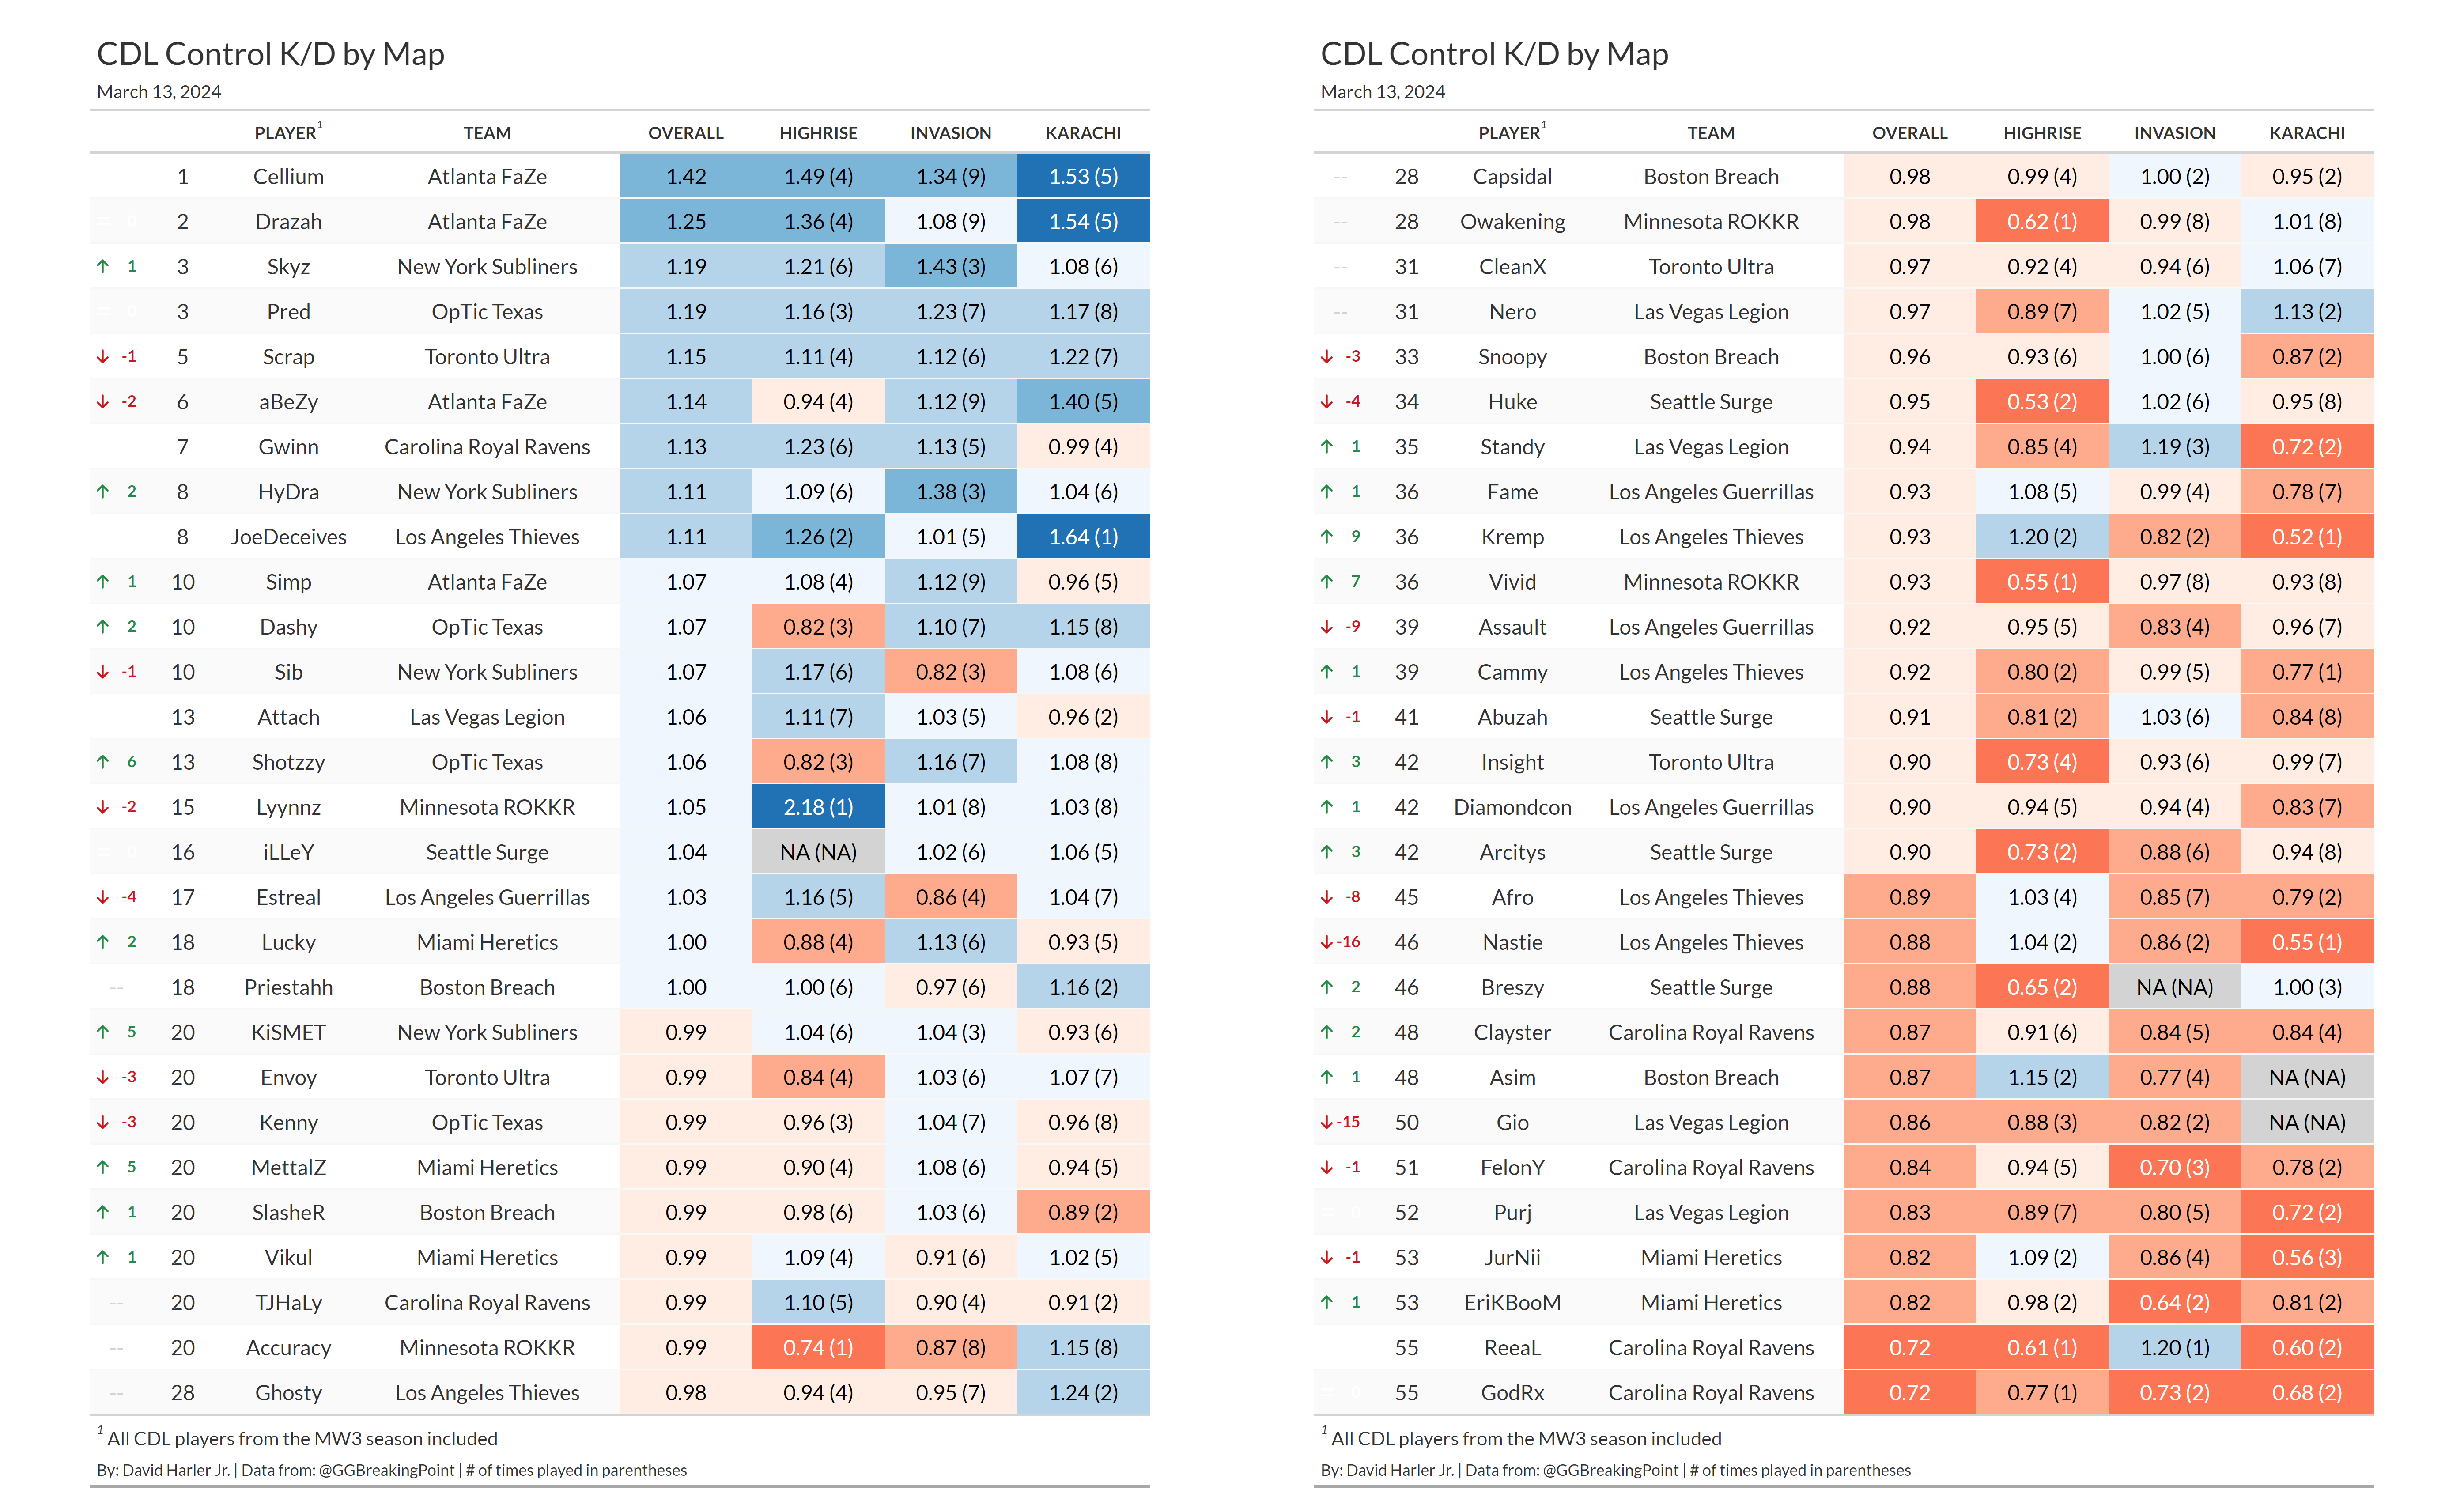 CDL Control K/D by Map
March 13, 2024
PLAYER1 TEAM OVERALL HIGHRISE INVASION KARACHI
1 Cellium Atlanta FaZe 1.42 1.49 (4) 1.34 (9) 1.53 (5)
= 0 2 Drazah Atlanta FaZe 1.25 1.36 (4) 1.08 (9) 1.54 (5)
↑ 1 3 Skyz New York Subliners 1.19 1.21 (6) 1.43 (3) 1.08 (6)
= 0 3 Pred OpTic Texas 1.19 1.16 (3) 1.23 (7) 1.17 (8)
↓ -1 5 Scrap Toronto Ultra 1.15 1.11 (4) 1.12 (6) 1.22 (7)
↓ -2 6 aBeZy Atlanta FaZe 1.14 0.94 (4) 1.12 (9) 1.40 (5)
7 Gwinn Carolina Royal Ravens 1.13 1.23 (6) 1.13 (5) 0.99 (4)
↑ 2 8 HyDra New York Subliners 1.11 1.09 (6) 1.38 (3) 1.04 (6)
8 JoeDeceives Los Angeles Thieves 1.11 1.26 (2) 1.01 (5) 1.64 (1)
↑ 1 10 Simp Atlanta FaZe 1.07 1.08 (4) 1.12 (9) 0.96 (5)
↑ 2 10 Dashy OpTic Texas 1.07 0.82 (3) 1.10 (7) 1.15 (8)
↓ -1 10 Sib New York Subliners 1.07 1.17 (6) 0.82 (3) 1.08 (6)
13 Attach Las Vegas Legion 1.06 1.11 (7) 1.03 (5) 0.96 (2)
↑ 6 13 Shotzzy OpTic Texas 1.06 0.82 (3) 1.16 (7) 1.08 (8)
↓ -2 15 Lyynnz Minnesota ROKKR 1.05 2.18 (1) 1.01 (8) 1.03 (8)
= 0 16 iLLeY Seattle Surge 1.04 NA (NA) 1.02 (6) 1.06 (5)
↓ -4 17 Estreal Los Angeles Guerrillas 1.03 1.16 (5) 0.86 (4) 1.04 (7)
↑ 2 18 Lucky Miami Heretics 1.00 0.88 (4) 1.13 (6) 0.93 (5)
-- 18 Priestahh Boston Breach 1.00 1.00 (6) 0.97 (6) 1.16 (2)
↑ 5 20 KiSMET New York Subliners 0.99 1.04 (6) 1.04 (3) 0.93 (6)
↓ -3 20 Envoy Toronto Ultra 0.99 0.84 (4) 1.03 (6) 1.07 (7)
↓ -3 20 Kenny OpTic Texas 0.99 0.96 (3) 1.04 (7) 0.96 (8)
↑ 5 20 MettalZ Miami Heretics 0.99 0.90 (4) 1.08 (6) 0.94 (5)
↑ 1 20 SlasheR Boston Breach 0.99 0.98 (6) 1.03 (6) 0.89 (2)
↑ 1 20 Vikul Miami Heretics 0.99 1.09 (4) 0.91 (6) 1.02 (5)
-- 20 TJHaLy Carolina Royal Ravens 0.99 1.10 (5) 0.90 (4) 0.91 (2)
-- 20 Accuracy Minnesota ROKKR 0.99 0.74 (1) 0.87 (8) 1.15 (8)
-- 28 Ghosty Los Angeles Thieves 0.98 0.94 (4) 0.95 (7) 1.24 (2)
1 All CDL players from the MW3 season included
By: David Harler Jr. | Data from: @GGBreakingPoint | # of times played in parentheses
CDL Control K/D by Map
March 13, 2024
PLAYER1 TEAM OVERALL HIGHRISE INVASION KARACHI
-- 28 Capsidal Boston Breach 0.98 0.99 (4) 1.00 (2) 0.95 (2)
-- 28 Owakening Minnesota ROKKR 0.98 0.62 (1) 0.99 (8) 1.01 (8)
-- 31 CleanX Toronto Ultra 0.97 0.92 (4) 0.94 (6) 1.06 (7)
-- 31 Nero Las Vegas Legion 0.97 0.89 (7) 1.02 (5) 1.13 (2)
↓ -3 33 Snoopy Boston Breach 0.96 0.93 (6) 1.00 (6) 0.87 (2)
↓ -4 34 Huke Seattle Surge 0.95 0.53 (2) 1.02 (6) 0.95 (8)
↑ 1 35 Standy Las Vegas Legion 0.94 0.85 (4) 1.19 (3) 0.72 (2)
↑ 1 36 Fame Los Angeles Guerrillas 0.93 1.08 (5) 0.99 (4) 0.78 (7)
↑ 9 36 Kremp Los Angeles Thieves 0.93 1.20 (2) 0.82 (2) 0.52 (1)
↑ 7 36 Vivid Minnesota ROKKR 0.93 0.55 (1) 0.97 (8) 0.93 (8)
↓ -9 39 Assault Los Angeles Guerrillas 0.92 0.95 (5) 0.83 (4) 0.96 (7)
↑ 1 39 Cammy Los Angeles Thieves 0.92 0.80 (2) 0.99 (5) 0.77 (1)
↓ -1 41 Abuzah Seattle Surge 0.91 0.81 (2) 1.03 (6) 0.84 (8)
↑ 3 42 Insight Toronto Ultra 0.90 0.73 (4) 0.93 (6) 0.99 (7)
↑ 1 42 Diamondcon Los Angeles Guerrillas 0.90 0.94 (5) 0.94 (4) 0.83 (7)
↑ 3 42 Arcitys Seattle Surge 0.90 0.73 (2) 0.88 (6) 0.94 (8)
↓ -8 45 Afro Los Angeles Thieves 0.89 1.03 (4) 0.85 (7) 0.79 (2)
↓ -16 46 Nastie Los Angeles Thieves 0.88 1.04 (2) 0.86 (2) 0.55 (1)
↑ 2 46 Breszy Seattle Surge 0.88 0.65 (2) NA (NA) 1.00 (3)
↑ 2 48 Clayster Carolina Royal Ravens 0.87 0.91 (6) 0.84 (5) 0.84 (4)
↑ 1 48 Asim Boston Breach 0.87 1.15 (2) 0.77 (4) NA (NA)
↓ -15 50 Gio Las Vegas Legion 0.86 0.88 (3) 0.82 (2) NA (NA)
↓ -1 51 FelonY Carolina Royal Ravens 0.84 0.94 (5) 0.70 (3) 0.78 (2)
= 0 52 Purj Las Vegas Legion 0.83 0.89 (7) 0.80 (5) 0.72 (2)
↓ -1 53 JurNii Miami Heretics 0.82 1.09 (2) 0.86 (4) 0.56 (3)
↑ 1 53 EriKBooM Miami Heretics 0.82 0.98 (2) 0.64 (2) 0.81 (2)
55 ReeaL Carolina Royal Ravens 0.72 0.61 (1) 1.20 (1) 0.60 (2)
= 0 55 GodRx Carolina Royal Ravens 0.72 0.77 (1) 0.73 (2) 0.68 (2)
1 All CDL players from the MW3 season included
By: David Harler Jr. | Data from: @GGBreakingPoint | # of times played in parentheses